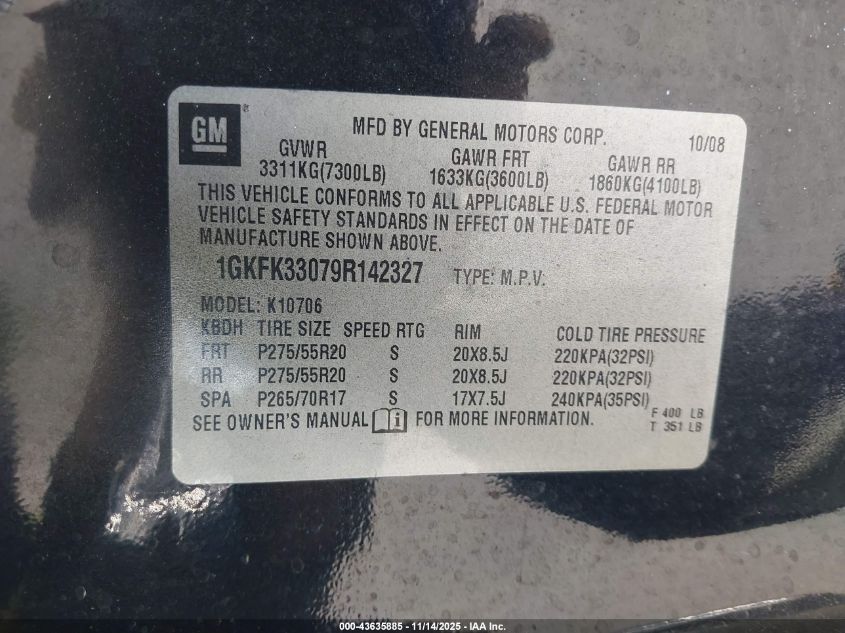 GM
MFD BY GENERAL MOTORS CORP. 10/08
GVWR GAWR FRT GAWR RR
3311KG(7300LB) 1633KG(3600LB) 1860KG(4100LB)
THIS VEHICLE CONFORMS TO ALL APPLICABLE U.S. FEDERAL MOTOR
VEHICLE SAFETY STANDARDS IN EFFECT ON THE DATE OF
MANUFACTURE SHOWN ABOVE.
1GKFK33079R142327 TYPE: M.P.V.
MODEL: K10706
KBDH TIRE SIZE SPEED RTG RIM COLD TIRE PRESSURE
FRT P275/55R20 S 20X8.5J 220KPA(32PSI)
RR P275/55R20 S 20X8.5J 220KPA(32PSI)
SPA P265/70R17 S 17X7.5J 240KPA(35PSI)
SEE OWNER'S MANUAL i FOR MORE INFORMATION. F 400 LB
T 351 LB
000-43635885 | 11/14/2025 | IAA Inc.